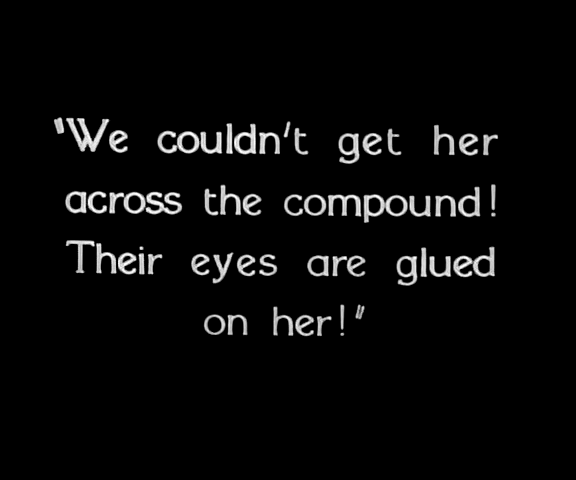 "We couldn't get her
across the compound!
Their eyes are glued
on her!"